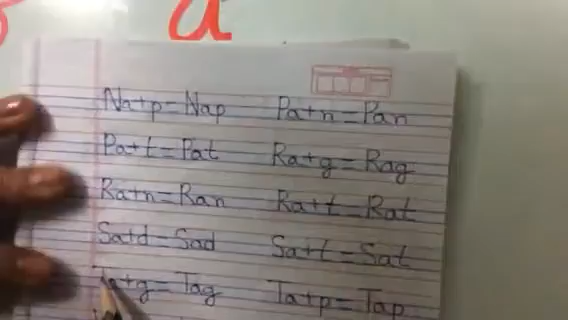 a
Na+p=Nap Pa+n=Pan
Pa+t=Pat Ra+g=Rag
Ra+n=Ran Ra+t=Rat
Sa+d=Sad Sa+t=Sat
Ta+g=Tag Ta+p=Tap